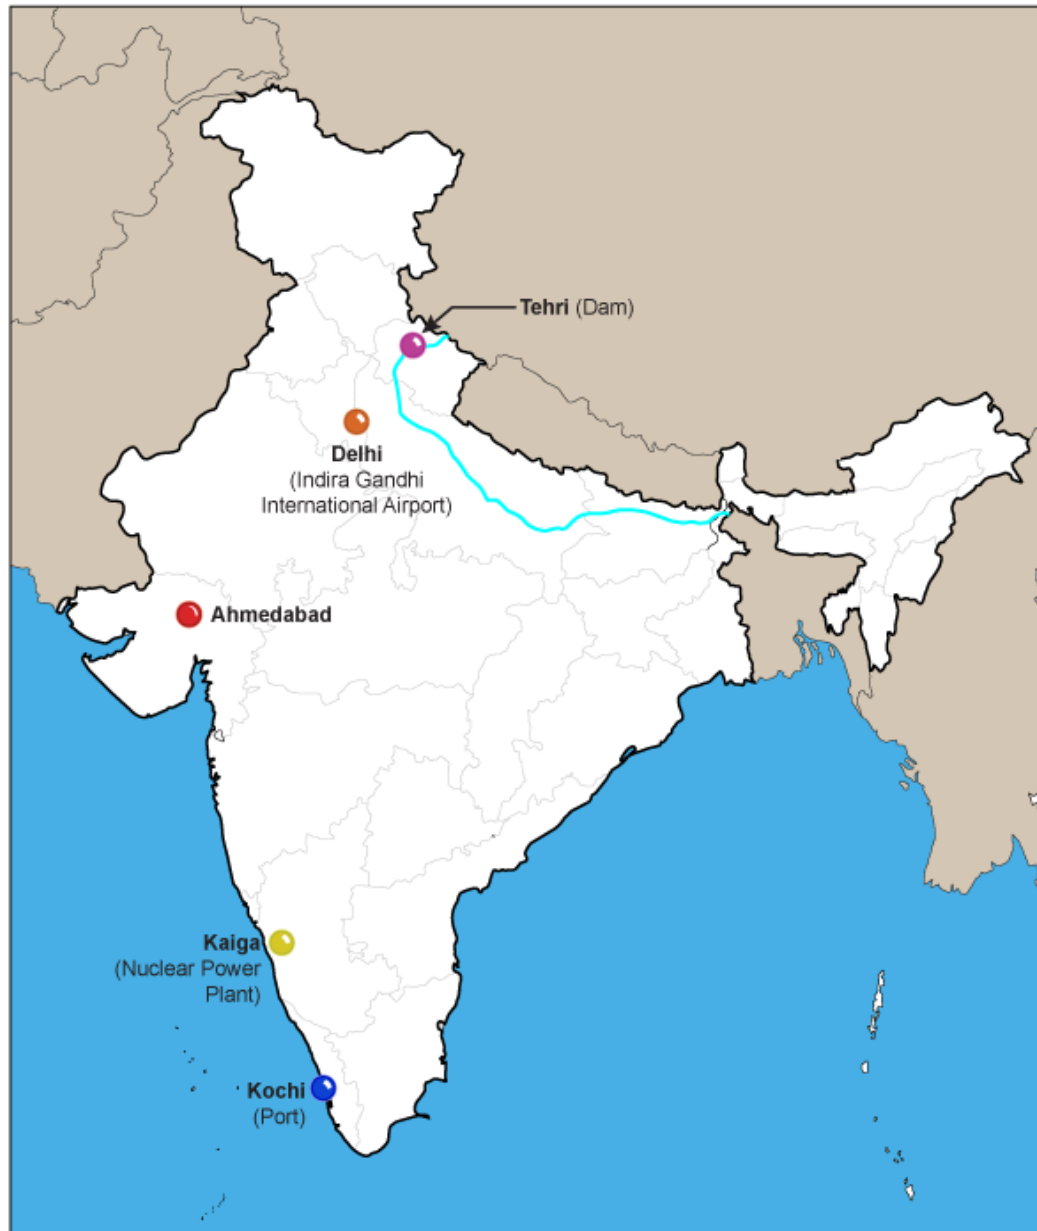 Tehri (Dam)
Delhi
(Indira Gandhi
International Airport)
Ahmedabad
Kaiga
(Nuclear Power
Plant)
Kochi
(Port)